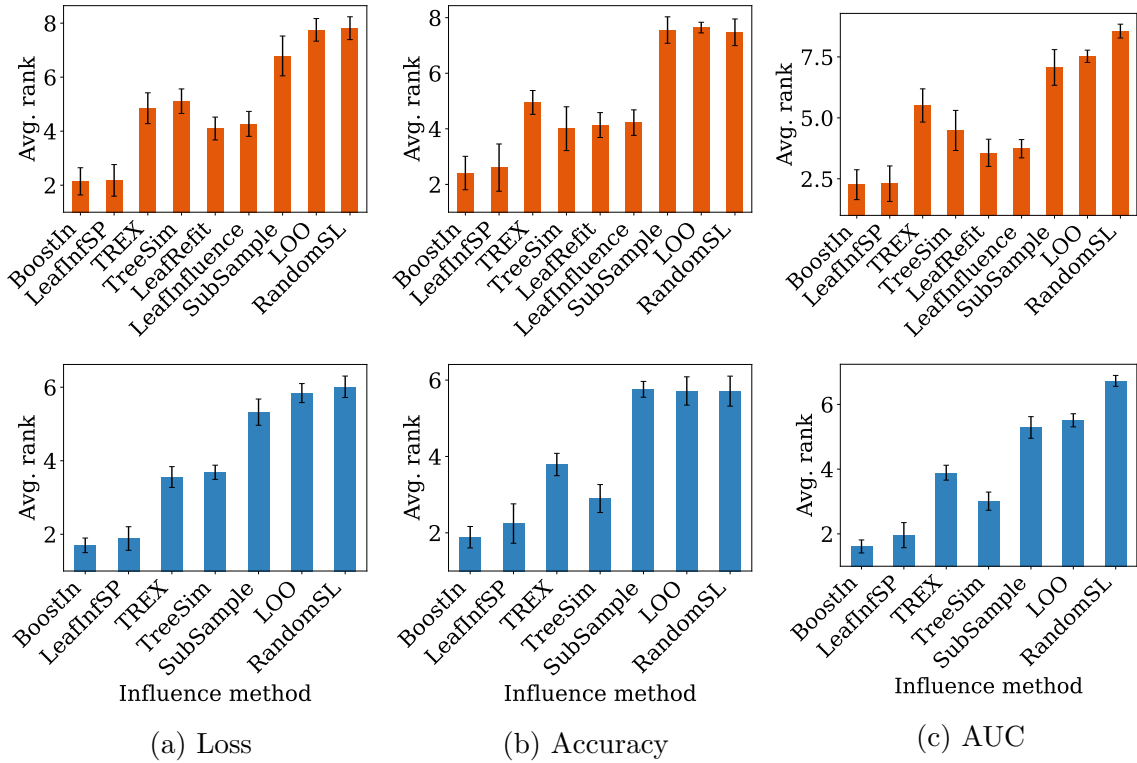 Avg. rank
8
6
4
2
BoostIn
LeafInfSP
TREX
TreeSim
LeafRefit
LeafInfluence
SubSample
LOO
RandomSL
Avg. rank
8
6
4
2
BoostIn
LeafInfSP
TREX
TreeSim
LeafRefit
LeafInfluence
SubSample
LOO
RandomSL
Avg. rank
7.5
5.0
2.5
BoostIn
LeafInfSP
TREX
TreeSim
LeafRefit
LeafInfluence
SubSample
LOO
RandomSL
Avg. rank
6
4
2
BoostIn
LeafInfSP
TREX
TreeSim
SubSample
LOO
RandomSL
Influence method
(a) Loss
Avg. rank
6
4
2
BoostIn
LeafInfSP
TREX
TreeSim
SubSample
LOO
RandomSL
Influence method
(b) Accuracy
Avg. rank
6
4
2
BoostIn
LeafInfSP
TREX
TreeSim
SubSample
LOO
RandomSL
Influence method
(c) AUC